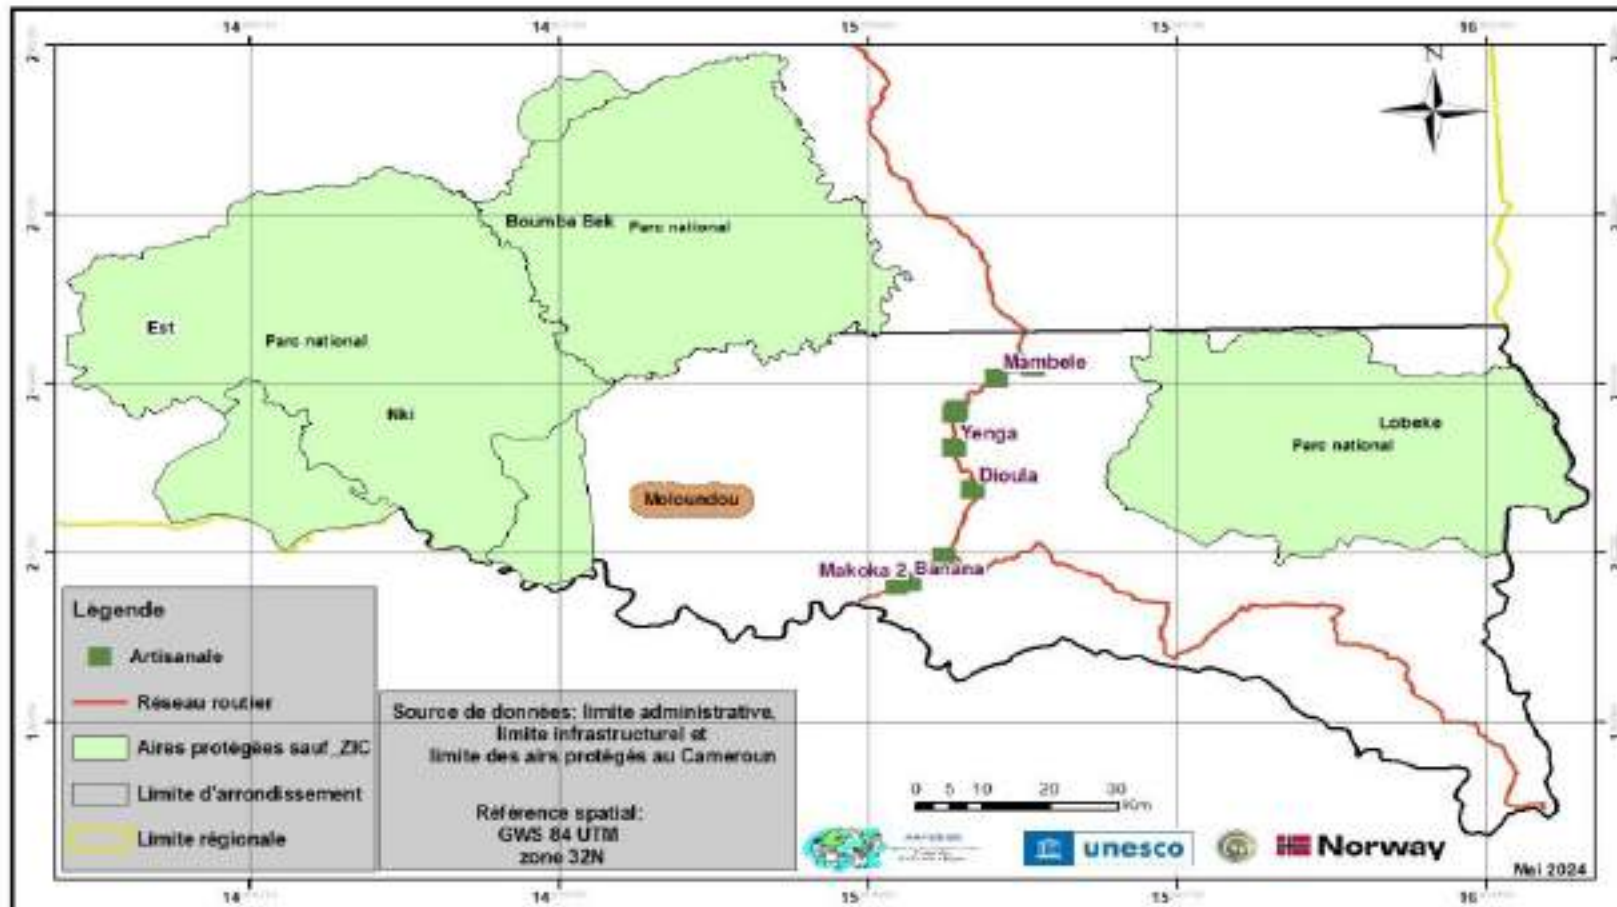 14
14
15
15
16
N
Boumba Bek
Parc national
Est
Parc national
Mambele
Nki
Lobeke
Yenga
Parc national
Dioula
Moloundou
Makoka 2
Banana
Légende
Artisanale
Réseau routier
Aires protégées sauf_ZIC
Limite d'arrondissement
Limite régionale
Source de données: limite administrative,
limite infrastructurel et
limite des airs protégés au Cameroun
Référence spatial:
GWS 84 UTM
zone 32N
0 5 10 20 30
Km
unesco
Norway
Mai 2024
14
14
15
15
16